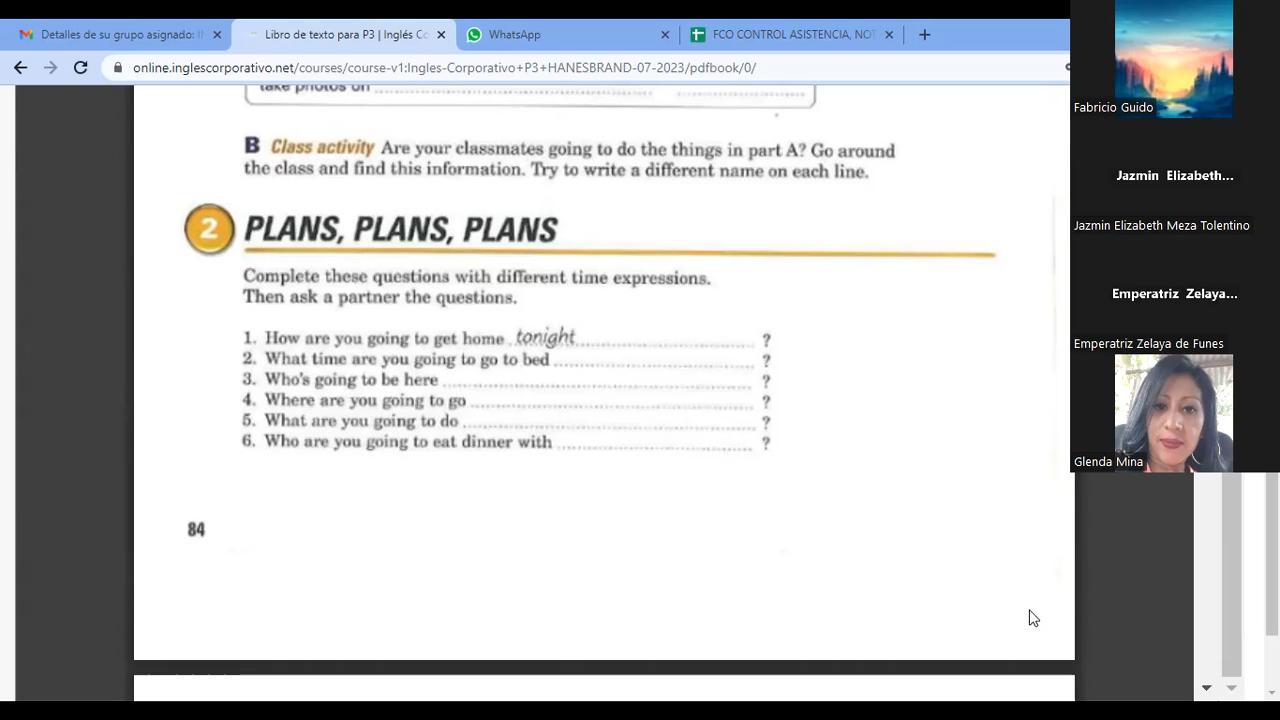 Detalles de su grupo asignado: I
Libro de texto para P3 | Inglés Co
WhatsApp
FCO CONTROL ASISTENCIA, NOT
online.inglescorporativo.net/courses/course-v1:Ingles-Corporativo+P3+HANESBRAND-07-2023/pdfbook/0/
take photos on
B Class activity Are your classmates going to do the things in part A? Go around
the class and find this information. Try to write a different name on each line.
2 PLANS, PLANS, PLANS
Complete these questions with different time expressions.
Then ask a partner the questions.
1. How are you going to get home tonight ?
2. What time are you going to go to bed ?
3. Who's going to be here ?
4. Where are you going to go ?
5. What are you going to do ?
6. Who are you going to eat dinner with ?
84
Fabricio Guido
Jazmin Elizabeth...
Jazmin Elizabeth Meza Tolentino
Emperatriz Zelaya...
Emperatriz Zelaya de Funes
Glenda Mina